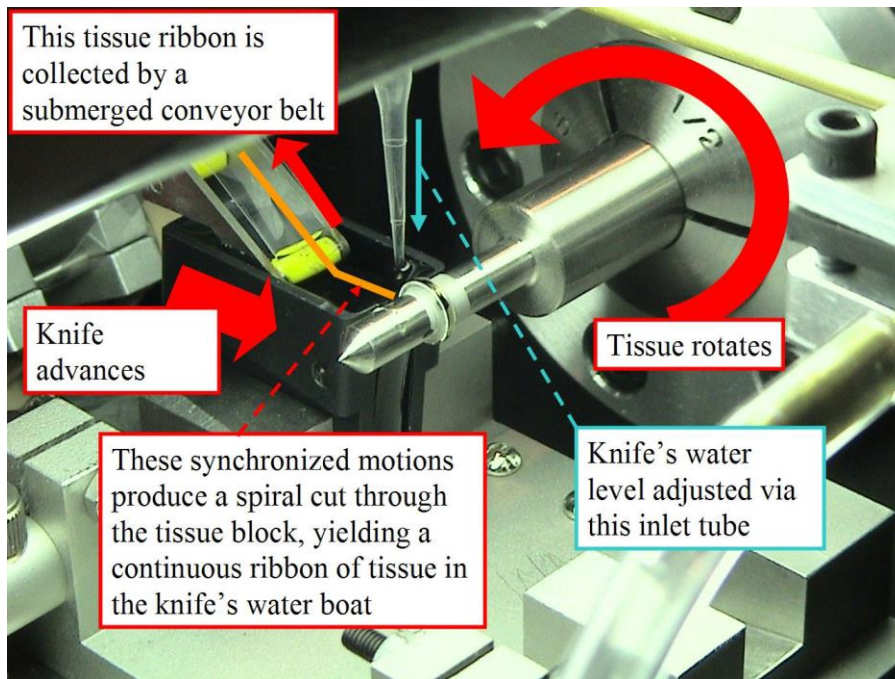 This tissue ribbon is
collected by a
submerged conveyor belt
1/2
Knife
advances
Tissue rotates
These synchronized motions
produce a spiral cut through
the tissue block, yielding a
continuous ribbon of tissue in
the knife's water boat
Knife's water
level adjusted via
this inlet tube